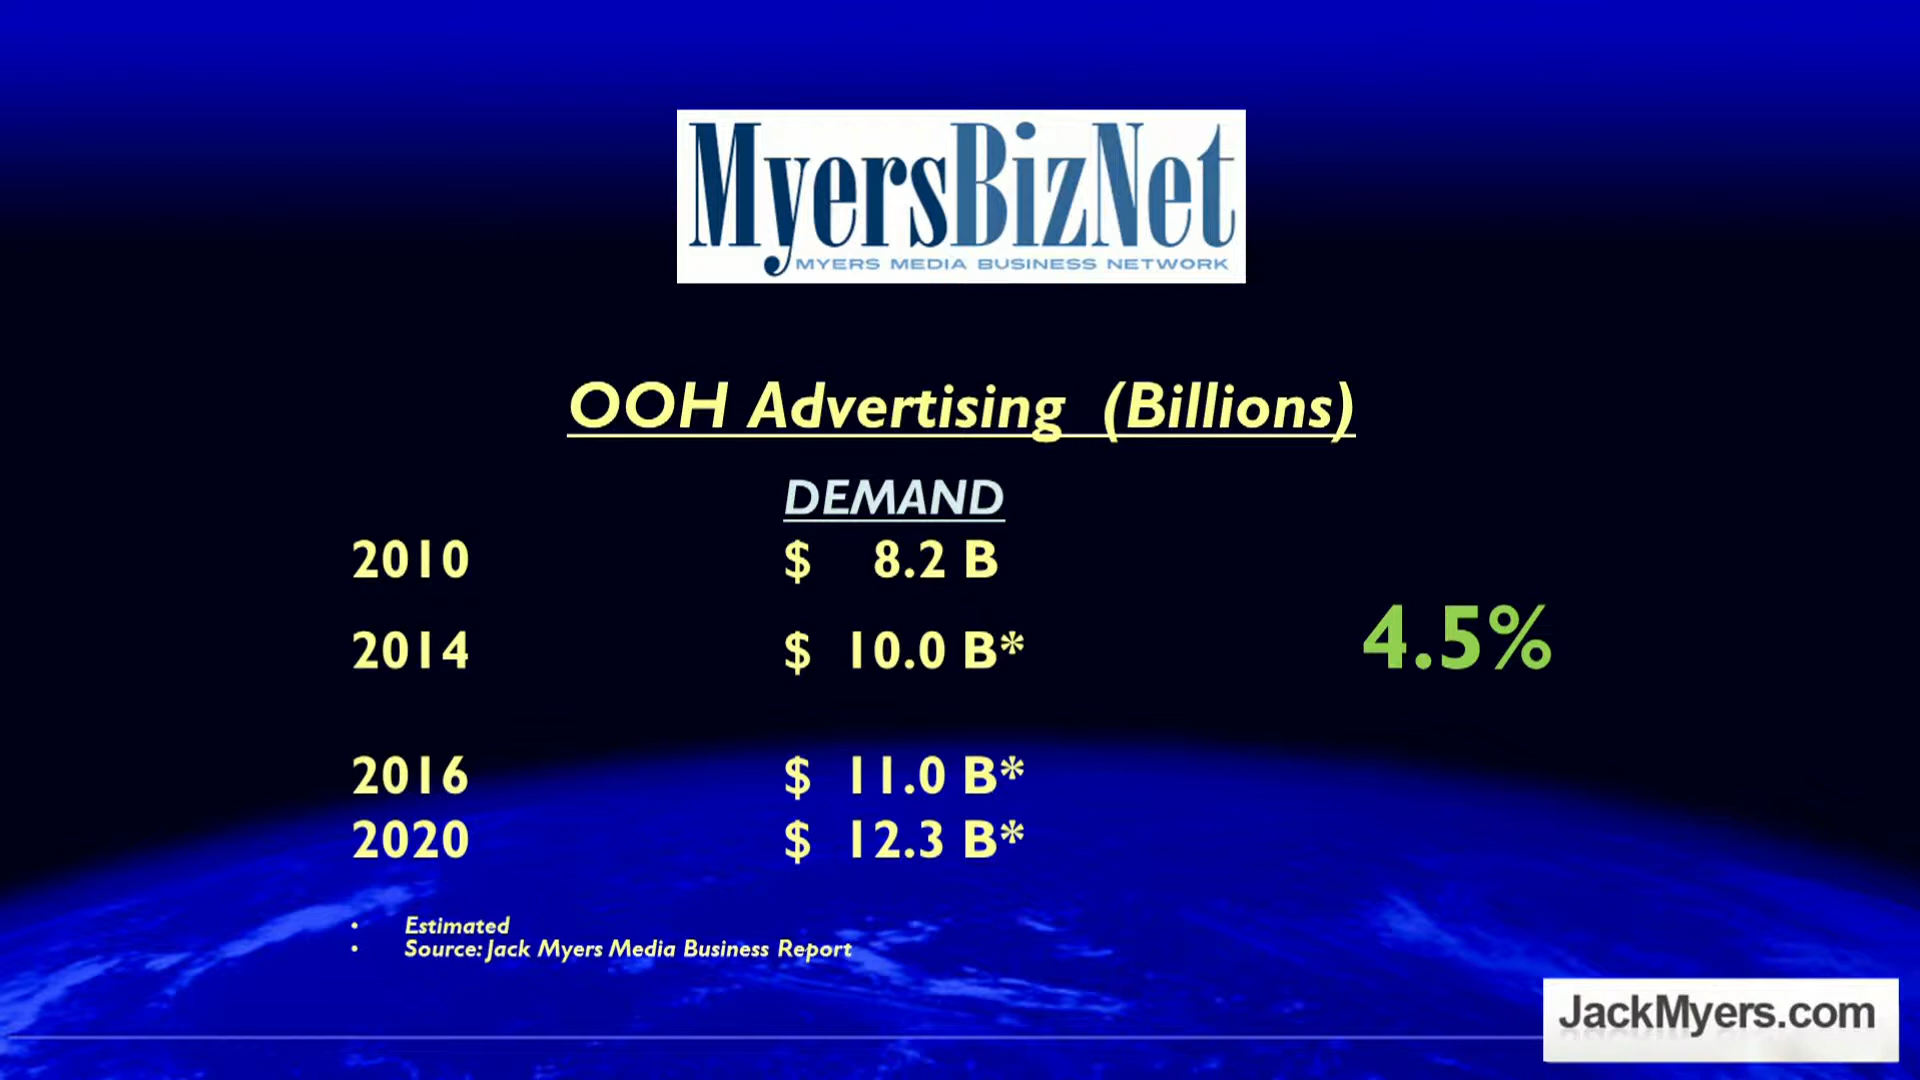 MyersBizNet
MYERS MEDIA BUSINESS NETWORK
OOH Advertising (Billions)
DEMAND
2010 $ 8.2 B
2014 $ 10.0 B* 4.5%
2016 $ 11.0 B*
2020 $ 12.3 B*
• Estimated
• Source: Jack Myers Media Business Report
JackMyers.com